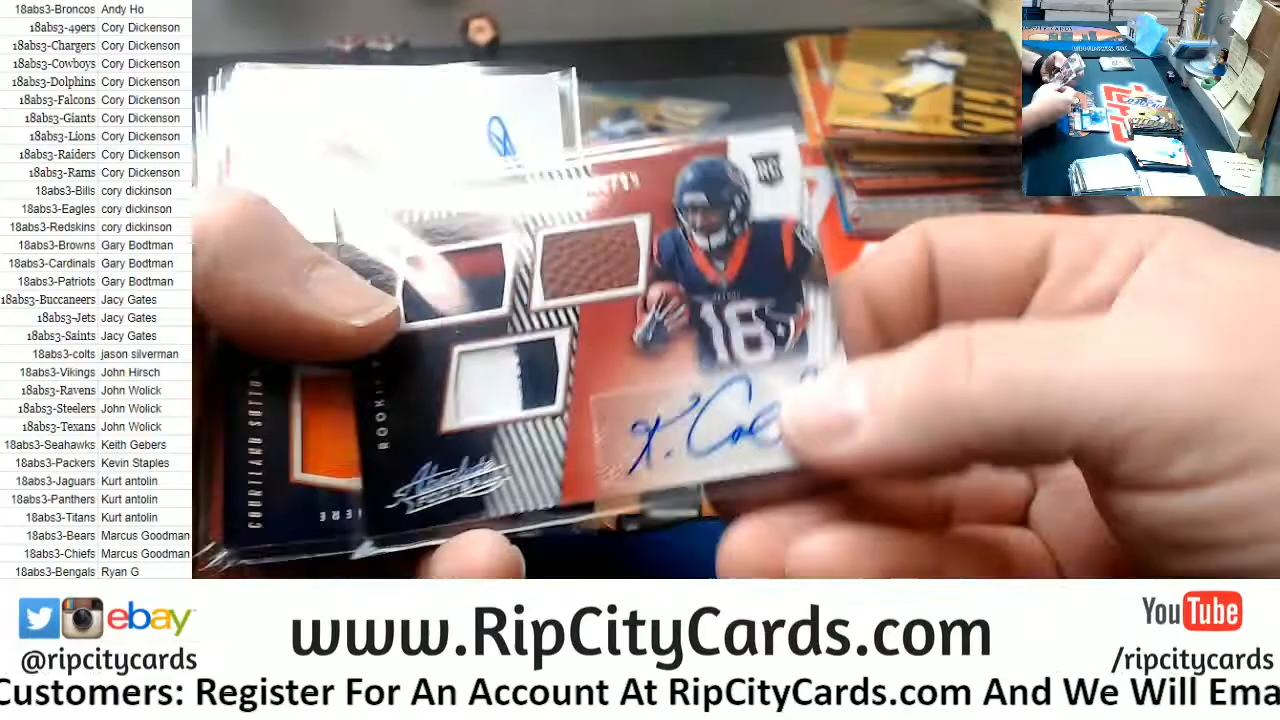 18abs3-Broncos Andy Ho
18abs3-49ers Cory Dickenson
18abs3-Chargers Cory Dickenson
18abs3-Cowboys Cory Dickenson
18abs3-Dolphins Cory Dickenson
18abs3-Falcons Cory Dickenson
18abs3-Giants Cory Dickenson
18abs3-Lions Cory Dickenson
18abs3-Raiders Cory Dickenson
18abs3-Rams Cory Dickenson
18abs3-Bills cory dickinson
18abs3-Eagles cory dickinson
18abs3-Redskins cory dickinson
18abs3-Browns Gary Bodtman
18abs3-Cardinals Gary Bodtman
18abs3-Patriots Gary Bodtman
18abs3-Buccaneers Jacy Gates
18abs3-Jets Jacy Gates
18abs3-Saints Jacy Gates
18abs3-colts jason silverman
18abs3-Vikings John Hirsch
18abs3-Ravens John Wolick
18abs3-Steelers John Wolick
18abs3-Texans John Wolick
18abs3-Seahawks Keith Gebers
18abs3-Packers Kevin Staples
18abs3-Jaguars Kurt antolin
18abs3-Panthers Kurt antolin
18abs3-Titans Kurt antolin
18abs3-Bears Marcus Goodman
18abs3-Chiefs Marcus Goodman
18abs3-Bengals Ryan G
RC
16
K. Co
Absolute
FOOTBALL
ROOKIE
COURTLAND SUTTO
ebay
@ripcitycards
www.RipCityCards.com
YouTube
/ripcitycards
Customers: Register For An Account At RipCityCards.com And We Will Ema